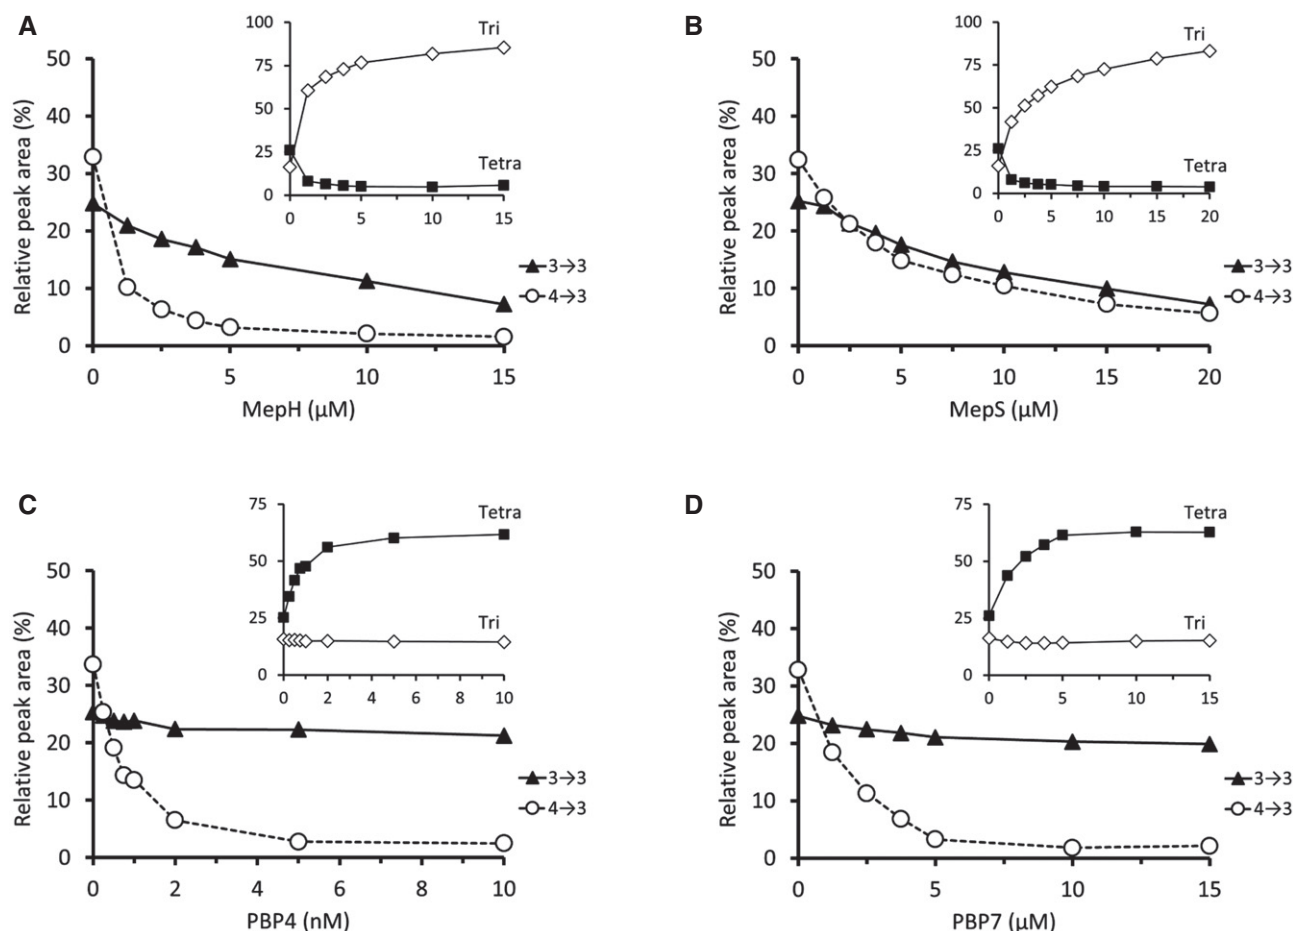 A
Relative peak area (%)
50
40
30
20
10
0
0 5 10 15
MepH (µM)
100
75
50
25
0
0 5 10 15
Tri
Tetra
3→3
4→3
B
Relative peak area (%)
50
40
30
20
10
0
0 5 10 15 20
MepS (µM)
100
75
50
25
0
0 5 10 15 20
Tri
Tetra
3→3
4→3
C
Relative peak area (%)
50
40
30
20
10
0
0 2 4 6 8 10
PBP4 (nM)
75
50
25
0
0 2 4 6 8 10
Tetra
Tri
3→3
4→3
D
Relative peak area (%)
50
40
30
20
10
0
0 5 10 15
PBP7 (µM)
75
50
25
0
0 5 10 15
Tetra
Tri
3→3
4→3